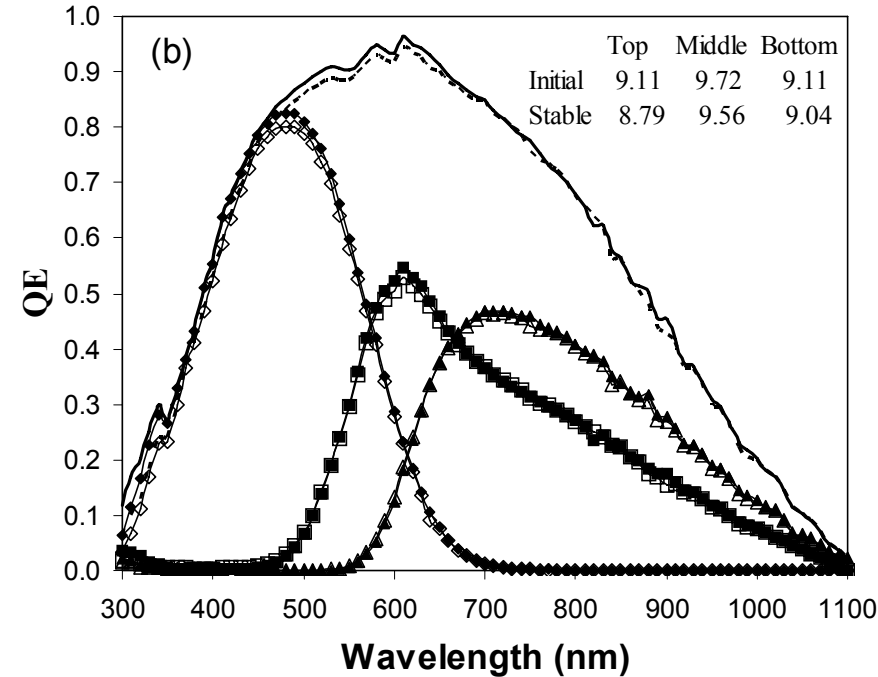 1.0
(b)
Top Middle Bottom
Initial 9.11 9.72 9.11
Stable 8.79 9.56 9.04
0.9
0.8
0.7
0.6
0.5
0.4
0.3
0.2
0.1
0.0
QE
300 400 500 600 700 800 900 1000 1100
Wavelength (nm)